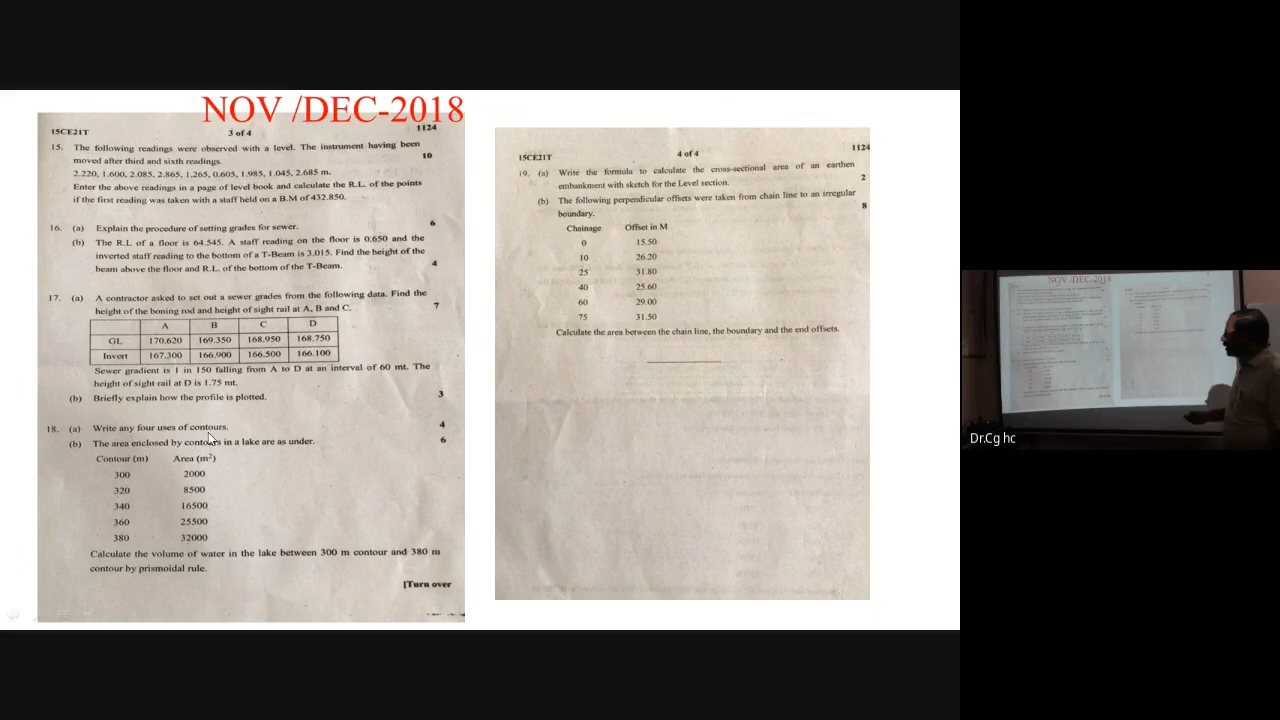 NOV /DEC-2018
15CE21T 3 of 4 1124
15. The following readings were observed with a level. The instrument having been
moved after third and sixth readings. 10
2.220, 1.600, 2.085, 2.865, 1.265, 0.605, 1.985, 1.045, 2.685 m.
Enter the above readings in a page of level book and calculate the R.L. of the points
if the first reading was taken with a staff held on a B.M of 432.850.
16. (a) Explain the procedure of setting grades for sewer. 6
(b) The R.L of a floor is 64.545. A staff reading on the floor is 0.650 and the
inverted staff reading to the bottom of a T-Beam is 3.015. Find the height of the
beam above the floor and R.L. of the bottom of the T-Beam. 4
17. (a) A contractor asked to set out a sewer grades from the following data. Find the
height of the boning rod and height of sight rail at A, B and C. 7
A B C D
GL 170.620 169.350 168.950 168.750
Invert 167.300 166.900 166.500 166.100
Sewer gradient is 1 in 150 falling from A to D at an interval of 60 mt. The
height of sight rail at D is 1.75 mt.
(b) Briefly explain how the profile is plotted. 3
18. (a) Write any four uses of contours. 4
(b) The area enclosed by contours in a lake are as under. 6
Contour (m) Area (m²)
300 2000
320 8500
340 16500
360 25500
380 32000
Calculate the volume of water in the lake between 300 m contour and 380 m
contour by prismoidal rule.
[Turn over
15CE21T 4 of 4 1124
19. (a) Write the formula to calculate the cross-sectional area of an earthen
embankment with sketch for the Level section. 2
(b) The following perpendicular offsets were taken from chain line to an irregular
boundary. 8
Chainage Offset in M
0 15.50
10 26.20
25 31.80
40 25.60
60 29.00
75 31.50
Calculate the area between the chain line, the boundary and the end offsets.
NOV /DEC-2018
Dr.Cg hc